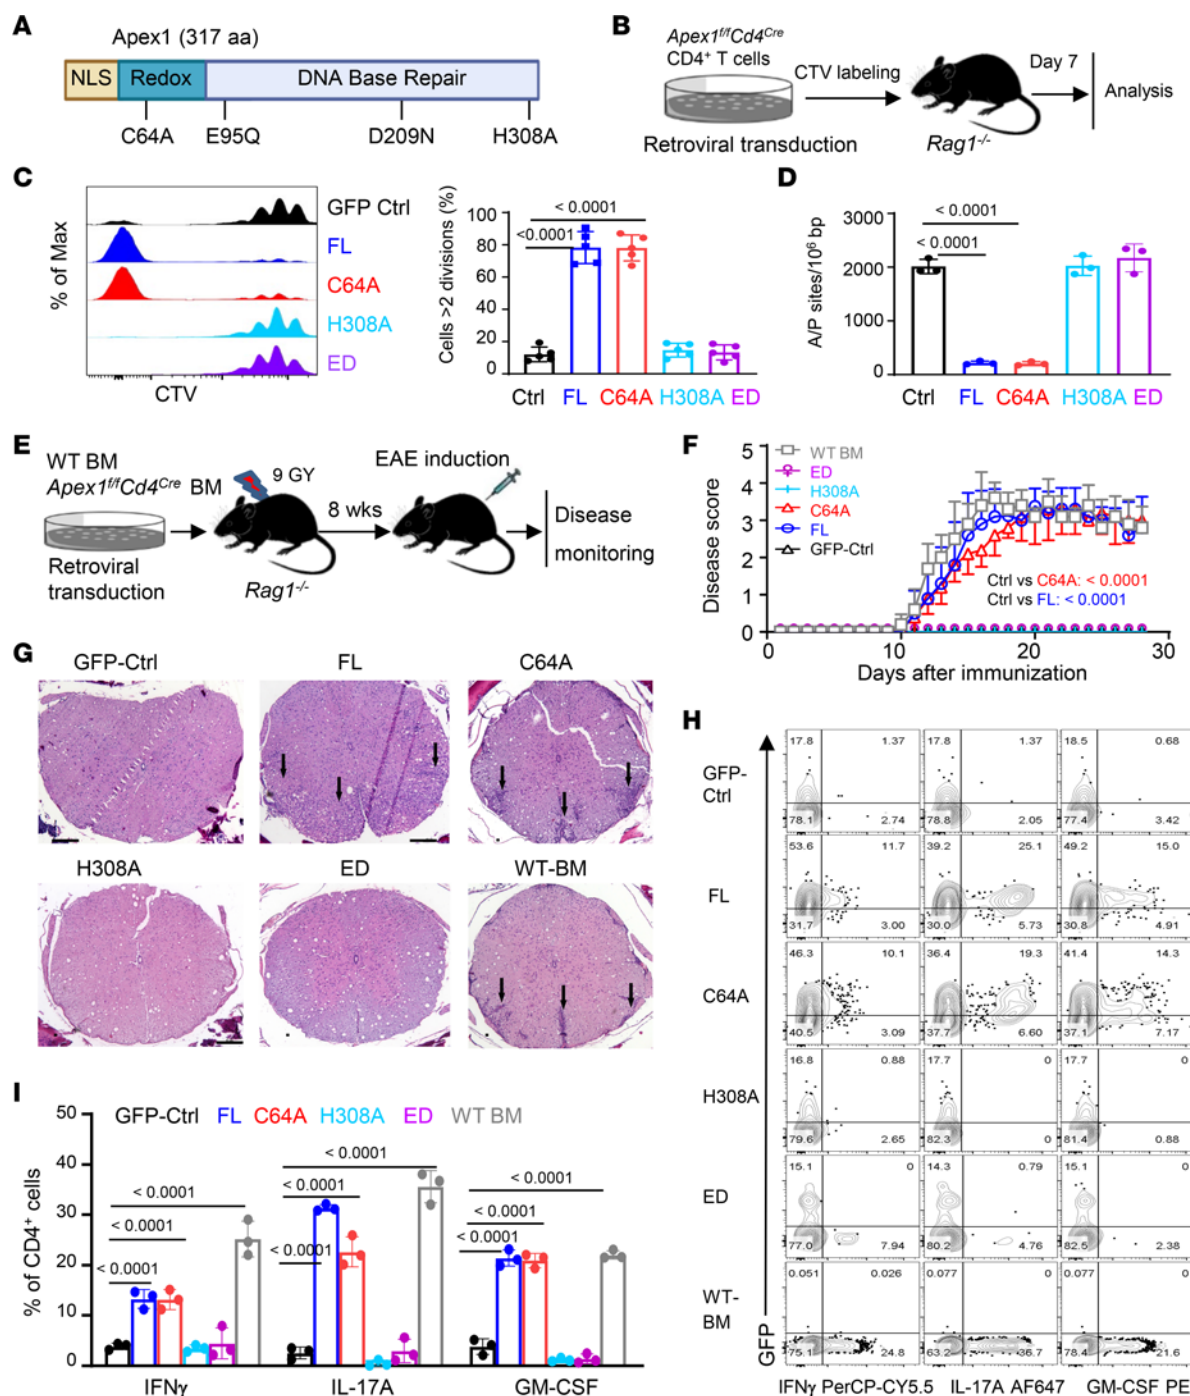 A
Apex1 (317 aa)
NLS Redox DNA Base Repair
C64A E95Q D209N H308A
B
Apex1f/fCd4Cre
CD4+ T cells
CTV labeling
Day 7
Analysis
Retroviral transduction
Rag1-/-
C
% of Max
GFP Ctrl
FL
C64A
H308A
ED
CTV
Cells >2 divisions (%)
100
80
60
40
20
0
< 0.0001
<0.0001
Ctrl FL C64A H308A ED
D
A/P sites/10⁶ bp
3000
2000
1000
0
< 0.0001
< 0.0001
Ctrl FL C64A H308A ED
E
WT BM
Apex1f/fCd4Cre BM
9 GY
8 wks
EAE induction
Disease
monitoring
Retroviral
transduction
Rag1-/-
F
Disease score
5
4
3
2
1
0
WT BM
ED
H308A
C64A
FL
GFP-Ctrl
Ctrl vs C64A: < 0.0001
Ctrl vs FL: < 0.0001
0 10 20 30
Days after immunization
G
GFP-Ctrl FL C64A
H308A ED WT-BM
H
GFP-
Ctrl
17.8 1.37 17.8 1.37 18.5 0.68
78.1 2.74 78.8 2.05 77.4 3.42
FL
53.6 11.7 39.2 25.1 49.2 15.0
31.7 3.00 30.0 5.73 30.8 4.91
C64A
46.3 10.1 36.4 19.3 41.4 14.3
40.5 3.09 37.7 6.60 37.1 7.17
H308A
16.8 0.88 17.7 0 17.7 0
79.6 2.65 82.3 0 81.4 0.88
ED
15.1 0 14.3 0.79 15.1 0
77.0 7.94 80.2 4.76 82.5 2.38
WT-
BM
0.051 0.026 0.077 0 0.077 0
75.1 24.8 63.2 36.7 78.4 21.6
GFP
IFNγ PerCP-CY5.5 IL-17A AF647 GM-CSF PE
I
% of CD4+ cells
50
40
30
20
10
0
GFP-Ctrl FL C64A H308A ED WT BM
< 0.0001
< 0.0001
< 0.0001
< 0.0001
< 0.0001
< 0.0001
< 0.0001
< 0.0001
< 0.0001
IFNγ IL-17A GM-CSF